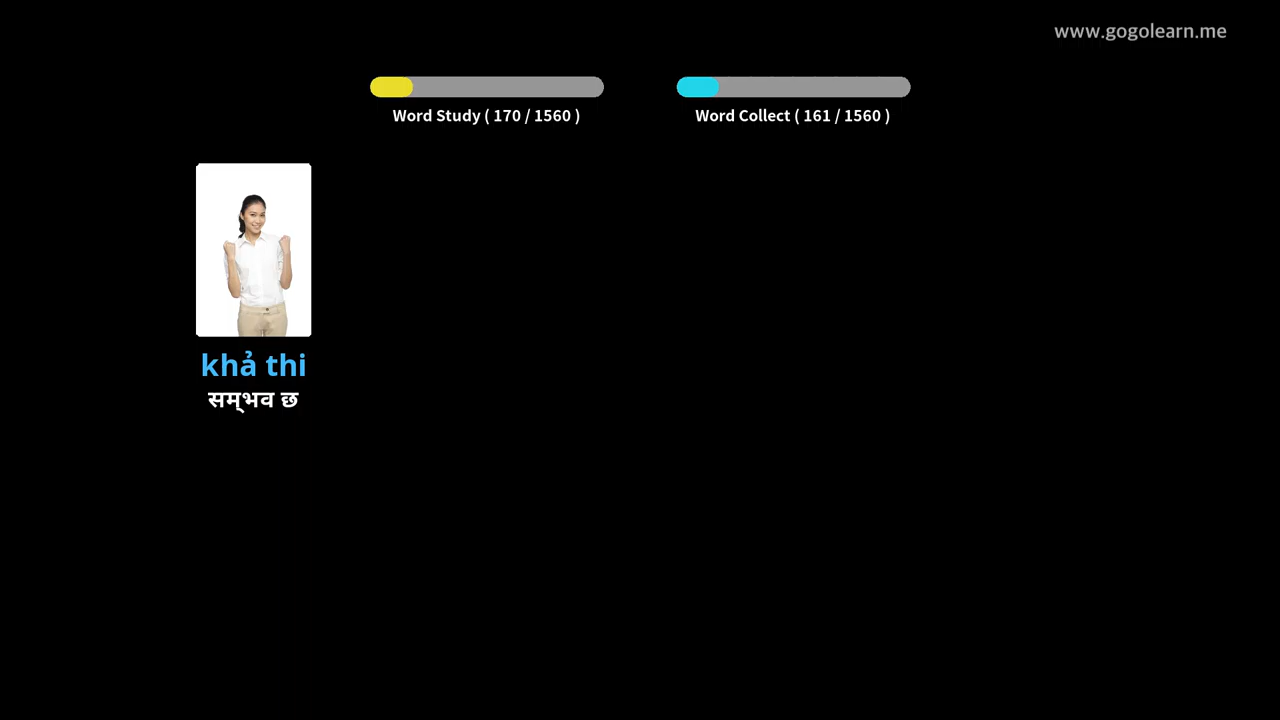 www.gogolearn.me
Word Study ( 170 / 1560 )
Word Collect ( 161 / 1560 )
khả thi
सम्‌भव छ